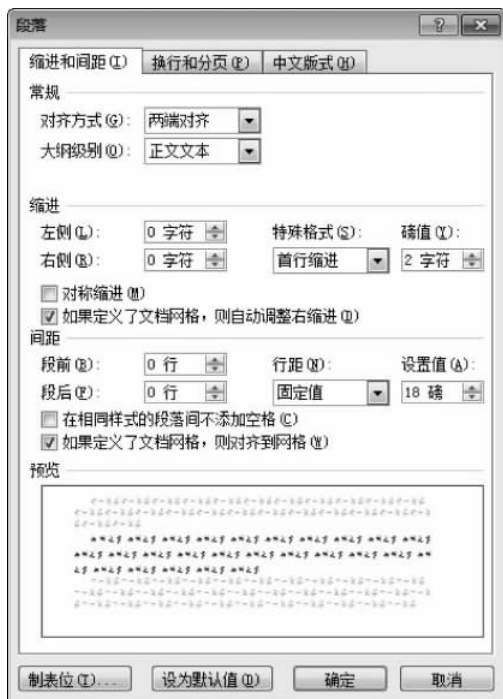 段落
缩进和间距(I) 换行和分页(P) 中文版式(H)
常规
对齐方式(G): 两端对齐
大纲级别(O): 正文文本
缩进
左侧(L): 0 字符 特殊格式(S): 磅值(Y):
右侧(R): 0 字符 首行缩进 2 字符
对称缩进(M)
如果定义了文档网格，则自动调整右缩进(D)
间距
段前(B): 0 行 行距(N): 设置值(A):
段后(F): 0 行 固定值 18 磅
在相同样式的段落间不添加空格(C)
如果定义了文档网格，则对齐到网格(W)
预览
制表位(T)... 设为默认值(D) 确定 取消